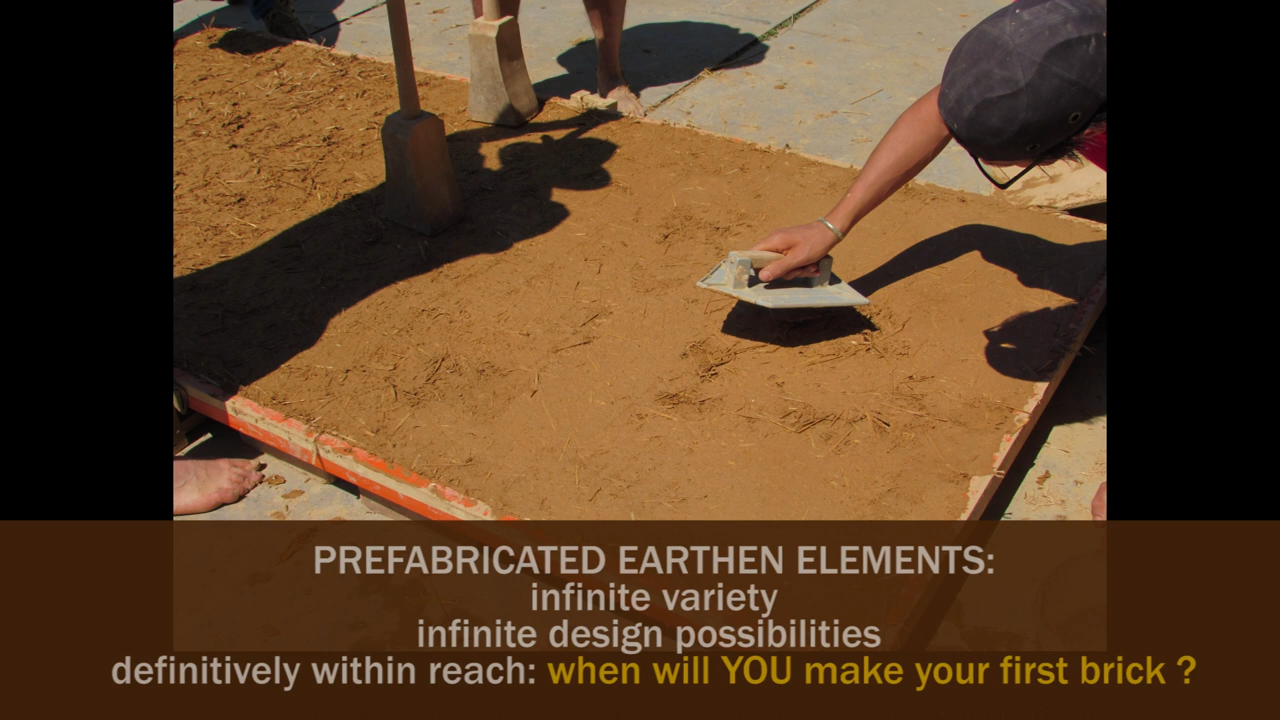 PREFABRICATED EARTHEN ELEMENTS:
infinite variety
infinite design possibilities
definitively within reach: when will YOU make your first brick ?